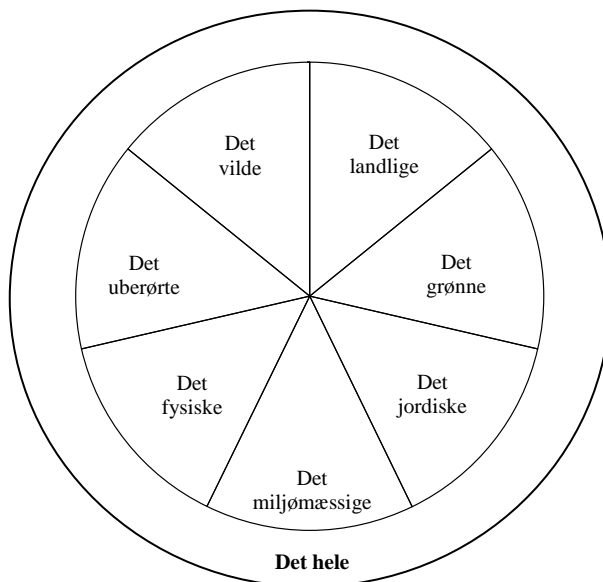 Det
vilde
Det
landlige
Det
uberørte
Det
grønne
Det
fysiske
Det
jordiske
Det
miljømæssige
Det hele